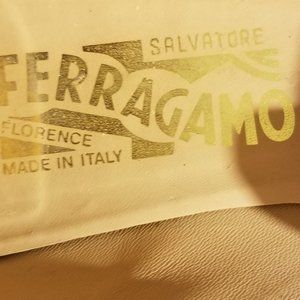 SALVATORE
FERRAGAMO
FLORENCE
MADE IN ITALY